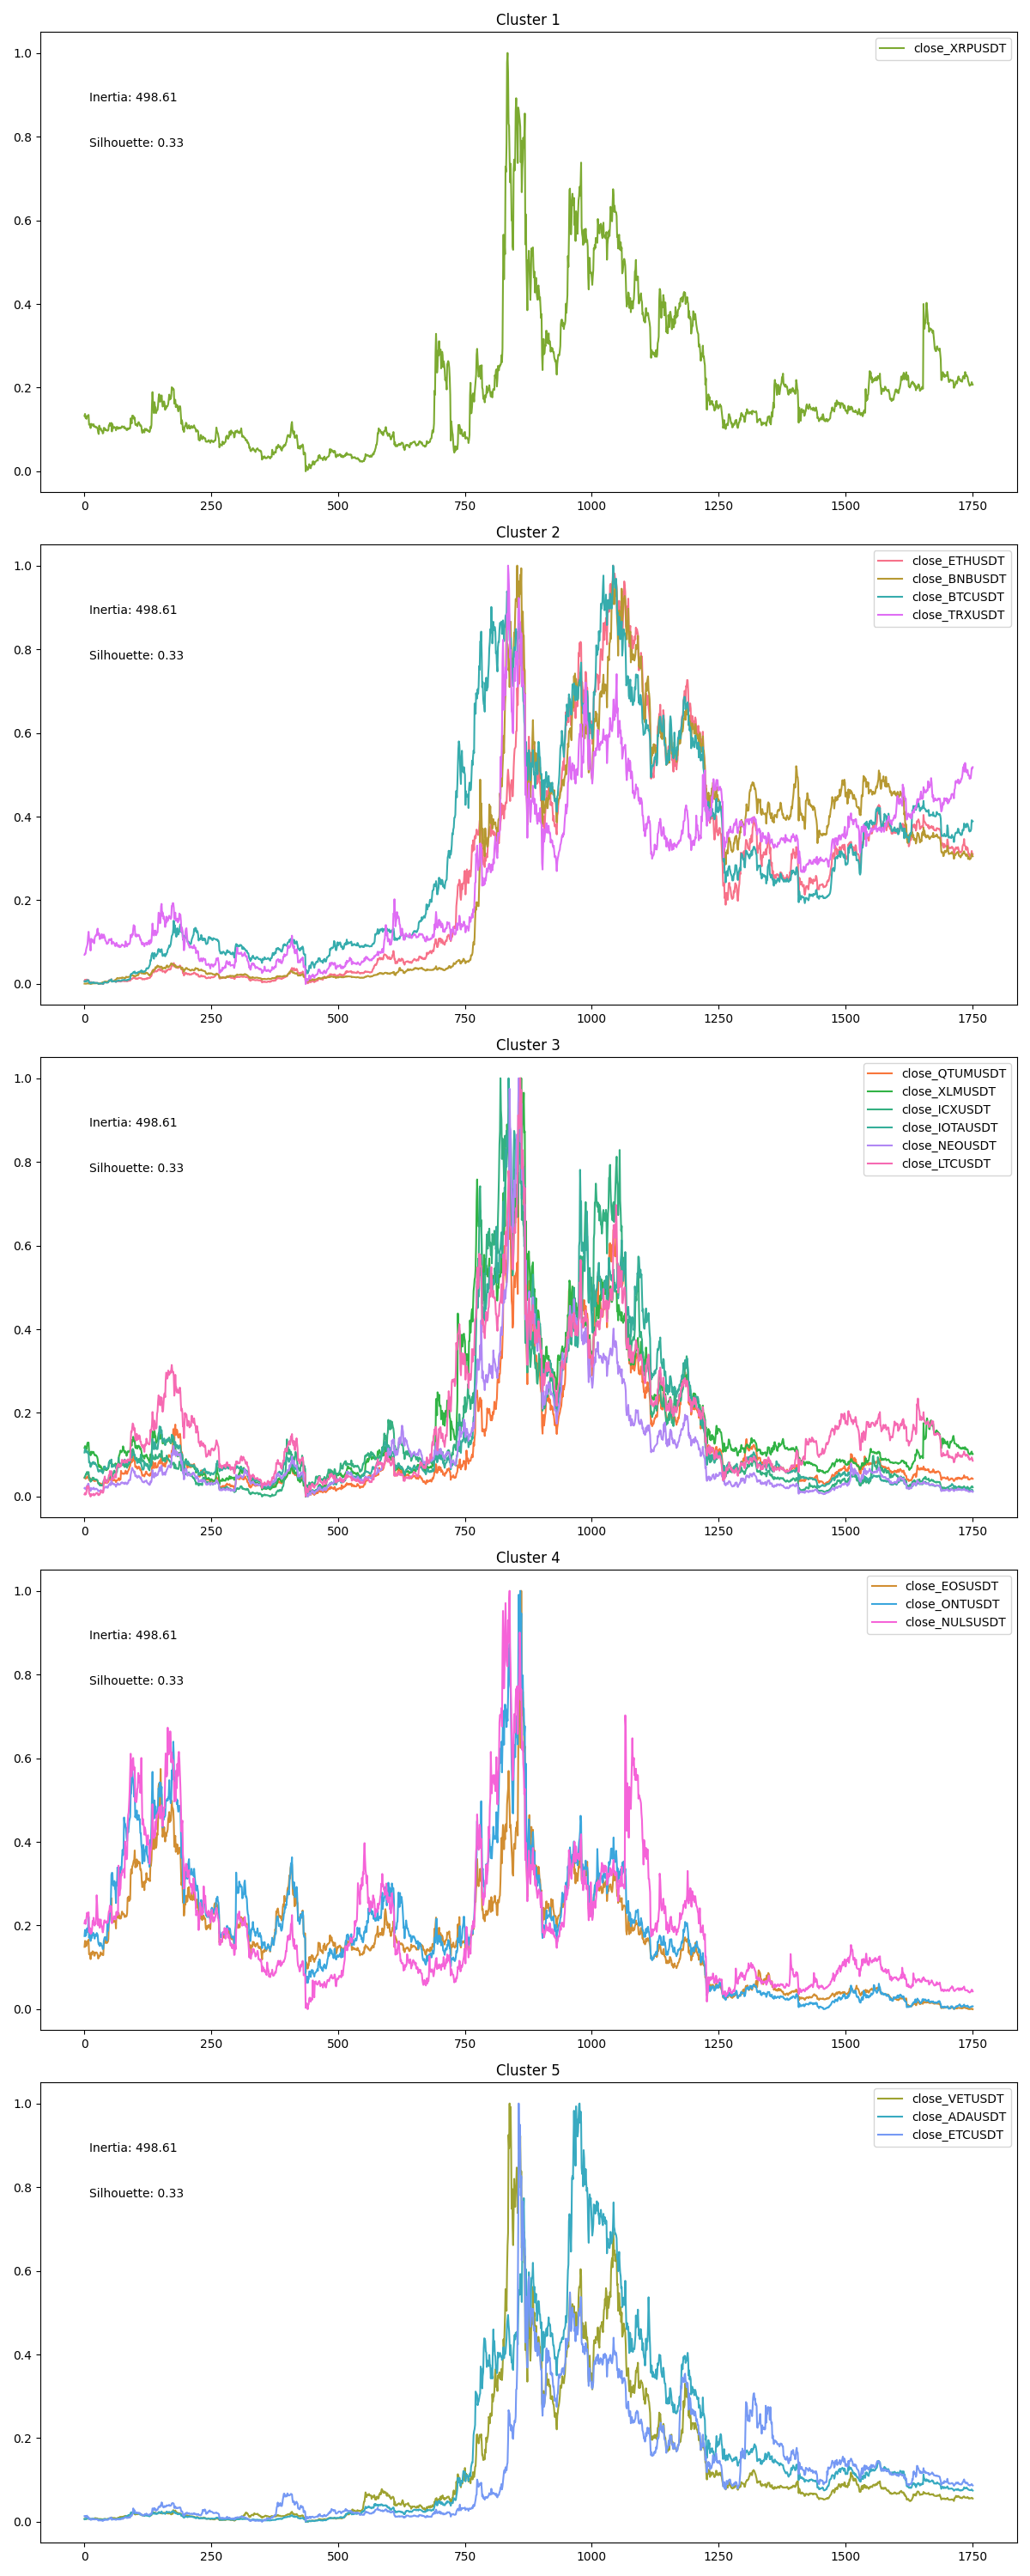 Cluster 1
close_XRPUSDT
Inertia: 498.61
Silhouette: 0.33
1.0
0.8
0.6
0.4
0.2
0.0
0 250 500 750 1000 1250 1500 1750
Cluster 2
close_ETHUSDT
close_BNBUSDT
close_BTCUSDT
close_TRXUSDT
Inertia: 498.61
Silhouette: 0.33
1.0
0.8
0.6
0.4
0.2
0.0
0 250 500 750 1000 1250 1500 1750
Cluster 3
close_QTUMUSDT
close_XLMUSDT
close_ICXUSDT
close_IOTAUSDT
close_NEOUSDT
close_LTCUSDT
Inertia: 498.61
Silhouette: 0.33
1.0
0.8
0.6
0.4
0.2
0.0
0 250 500 750 1000 1250 1500 1750
Cluster 4
close_EOSUSDT
close_ONTUSDT
close_NULSUSDT
Inertia: 498.61
Silhouette: 0.33
1.0
0.8
0.6
0.4
0.2
0.0
0 250 500 750 1000 1250 1500 1750
Cluster 5
close_VETUSDT
close_ADAUSDT
close_ETCUSDT
Inertia: 498.61
Silhouette: 0.33
1.0
0.8
0.6
0.4
0.2
0.0
0 250 500 750 1000 1250 1500 1750